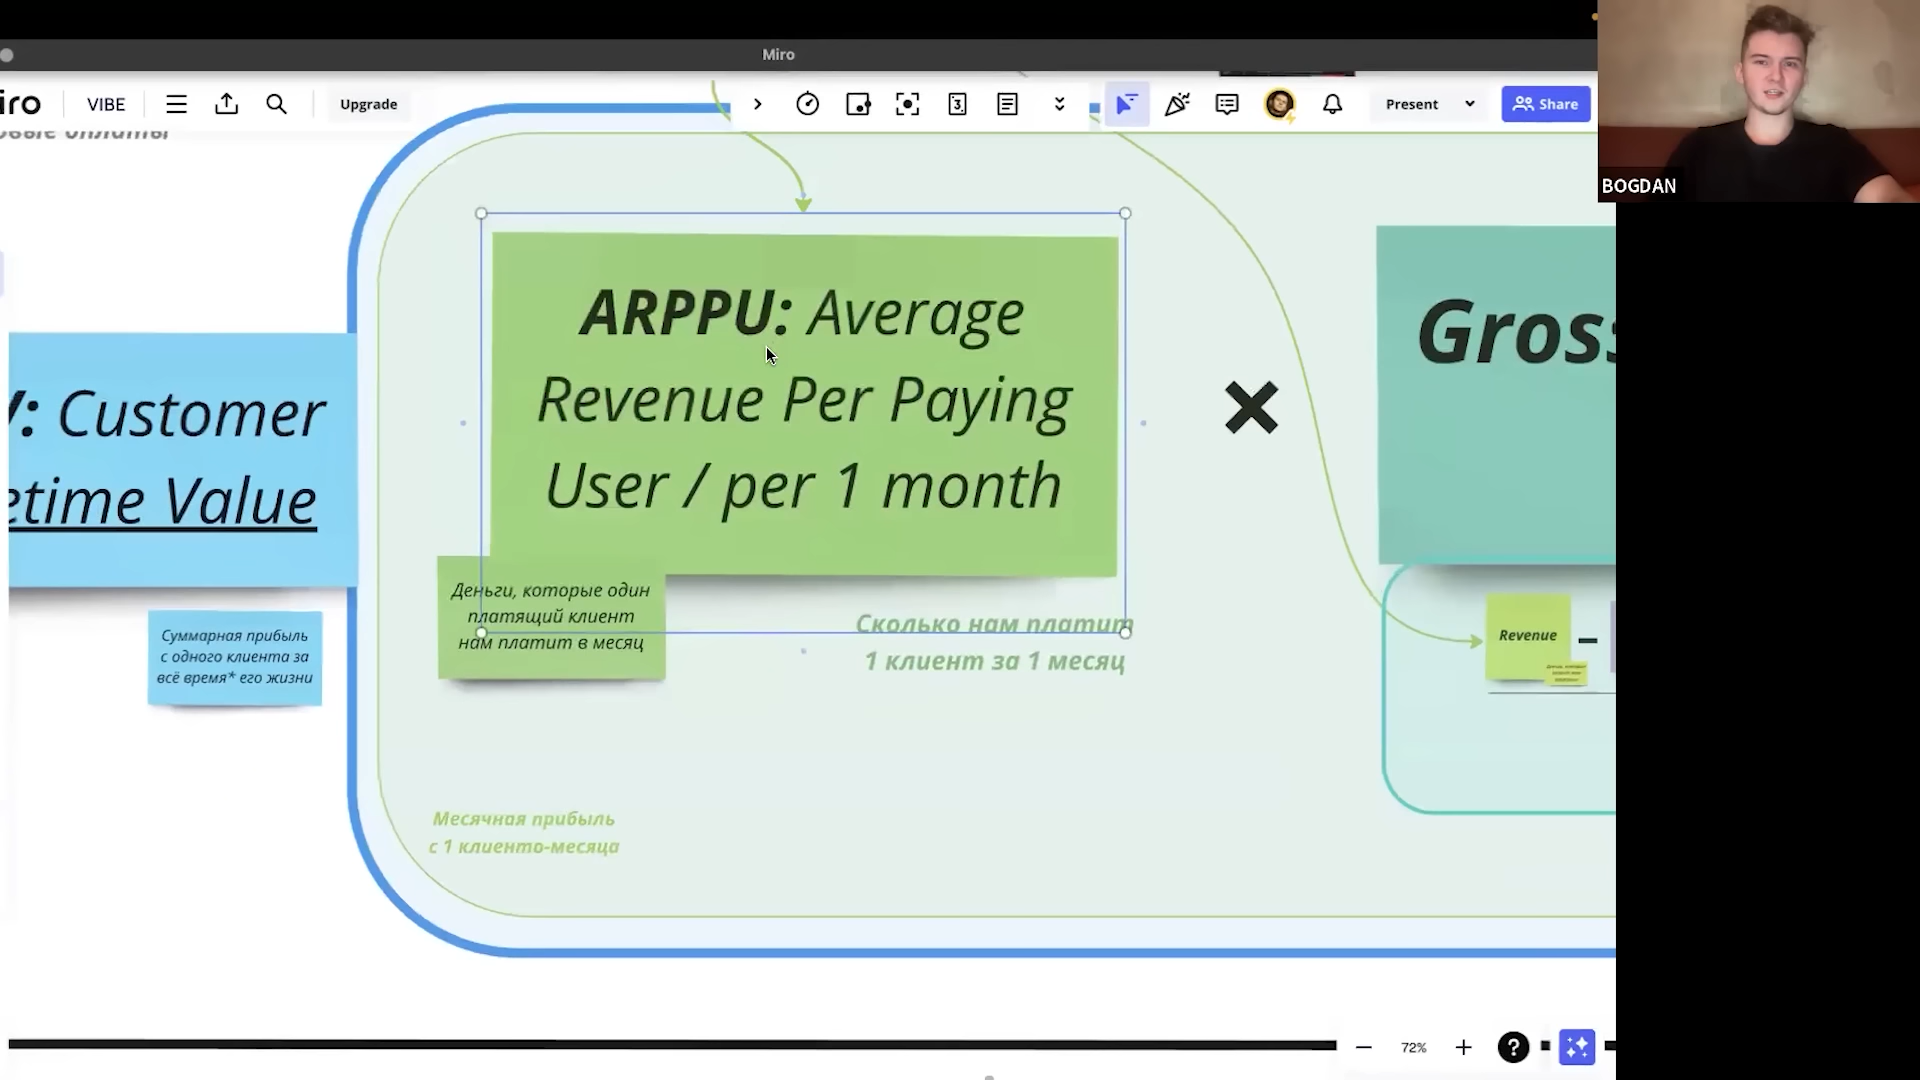 Miro
iro
VIBE
Upgrade
Present
Share
BOGDAN
овые оплаты
ARPPU: Average
Revenue Per Paying
User / per 1 month
Gross
V: Customer
etime Value
Деньги, которые один
платящий клиент
нам платит в месяц
Сколько нам платит
1 клиент за 1 месяц
Суммарная прибыль
с одного клиента за
всё время* его жизни
Revenue
Месячная прибыль
с 1 клиенто-месяца
72%